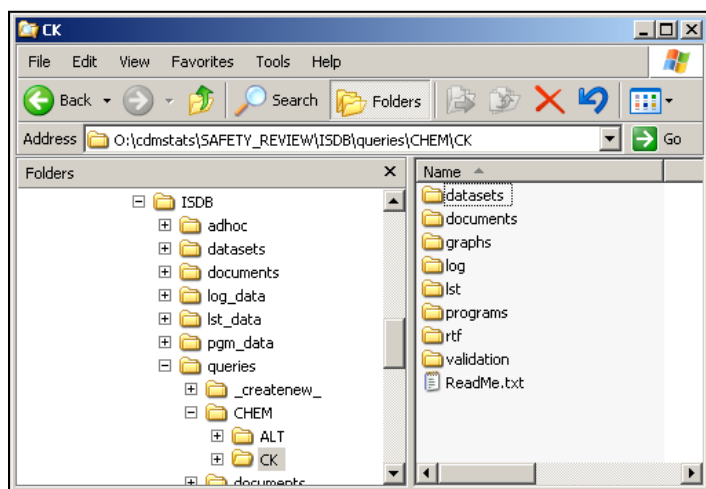 CK
File Edit View Favorites Tools Help
Back Search Folders
Address O:\cdmstats\SAFETY_REVIEW\ISDB\queries\CHEM\CK Go
Folders x
ISDB
adhoc
datasets
documents
log_data
lst_data
pgm_data
queries
_createnew_
CHEM
ALT
CK
documents
Name
datasets
documents
graphs
log
lst
programs
rtf
validation
ReadMe.txt